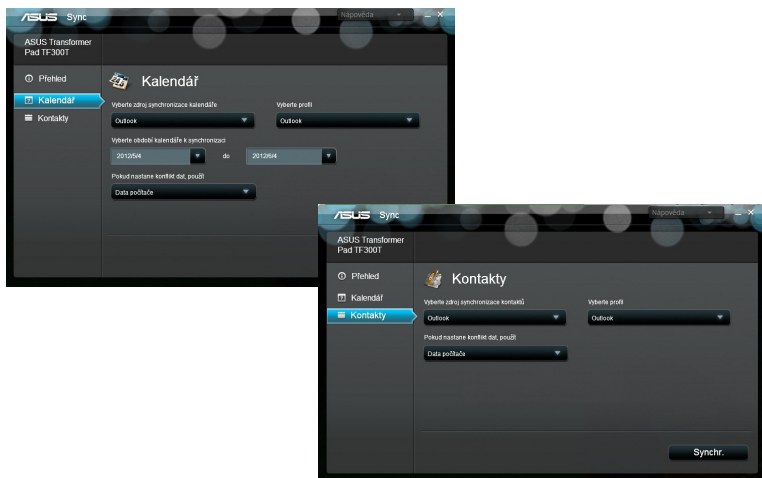 ASUS Sync
Nápověda
ASUS Transformer
Pad TF300T
Přehled
Kalendář
Kontakty
Kalendář
Vyberte zdroj synchronizace kalendáře
Vyberte profil
Outlook
Outlook
Vyberte období kalendáře k synchronizaci
2012/5/4
do
2012/6/4
Pokud nastane konflikt dat, použít
Data počítače
ASUS Sync
Nápověda
ASUS Transformer
Pad TF300T
Přehled
Kalendář
Kontakty
Kontakty
Vyberte zdroj synchronizace kontaktů
Vyberte profil
Outlook
Outlook
Pokud nastane konflikt dat, použít
Data počítače
Synchr.